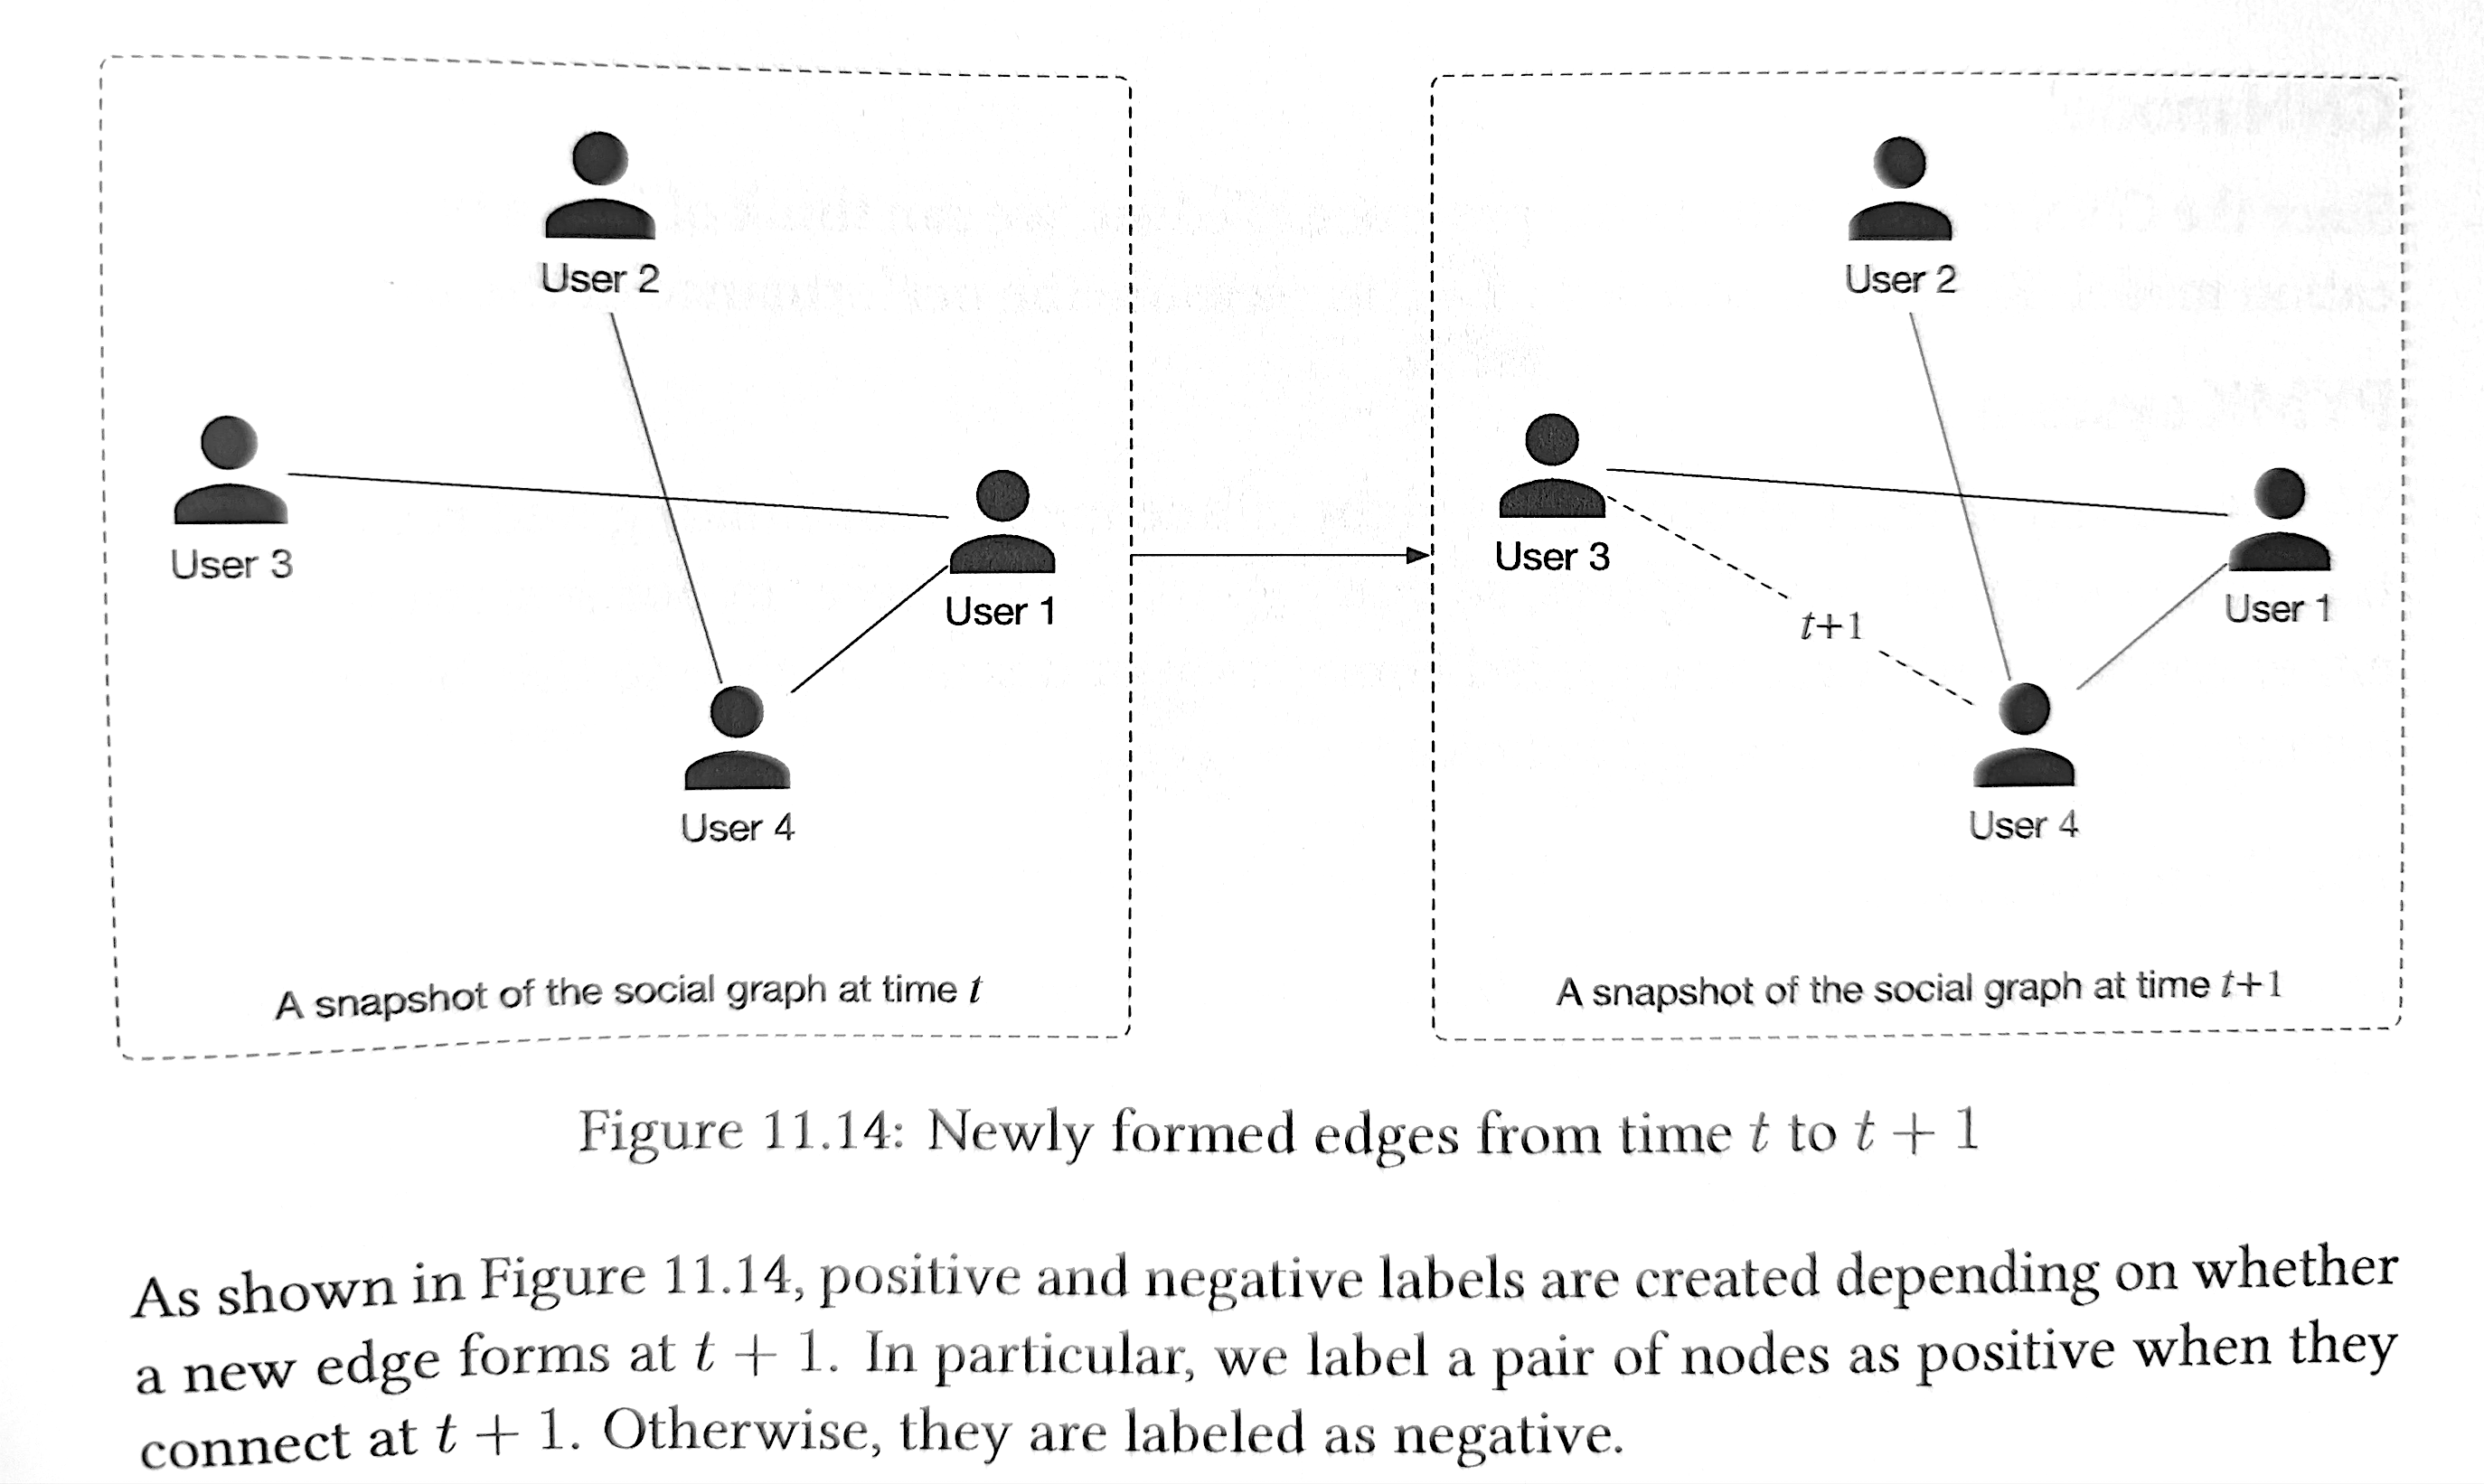 User 2
User 3
User 1
User 4
A snapshot of the social graph at time t
User 2
User 3
t+1
User 1
User 4
A snapshot of the social graph at time t+1
Figure 11.14: Newly formed edges from time t to t + 1
As shown in Figure 11.14, positive and negative labels are created depending on whether
a new edge forms at t + 1. In particular, we label a pair of nodes as positive when they
connect at t + 1. Otherwise, they are labeled as negative.